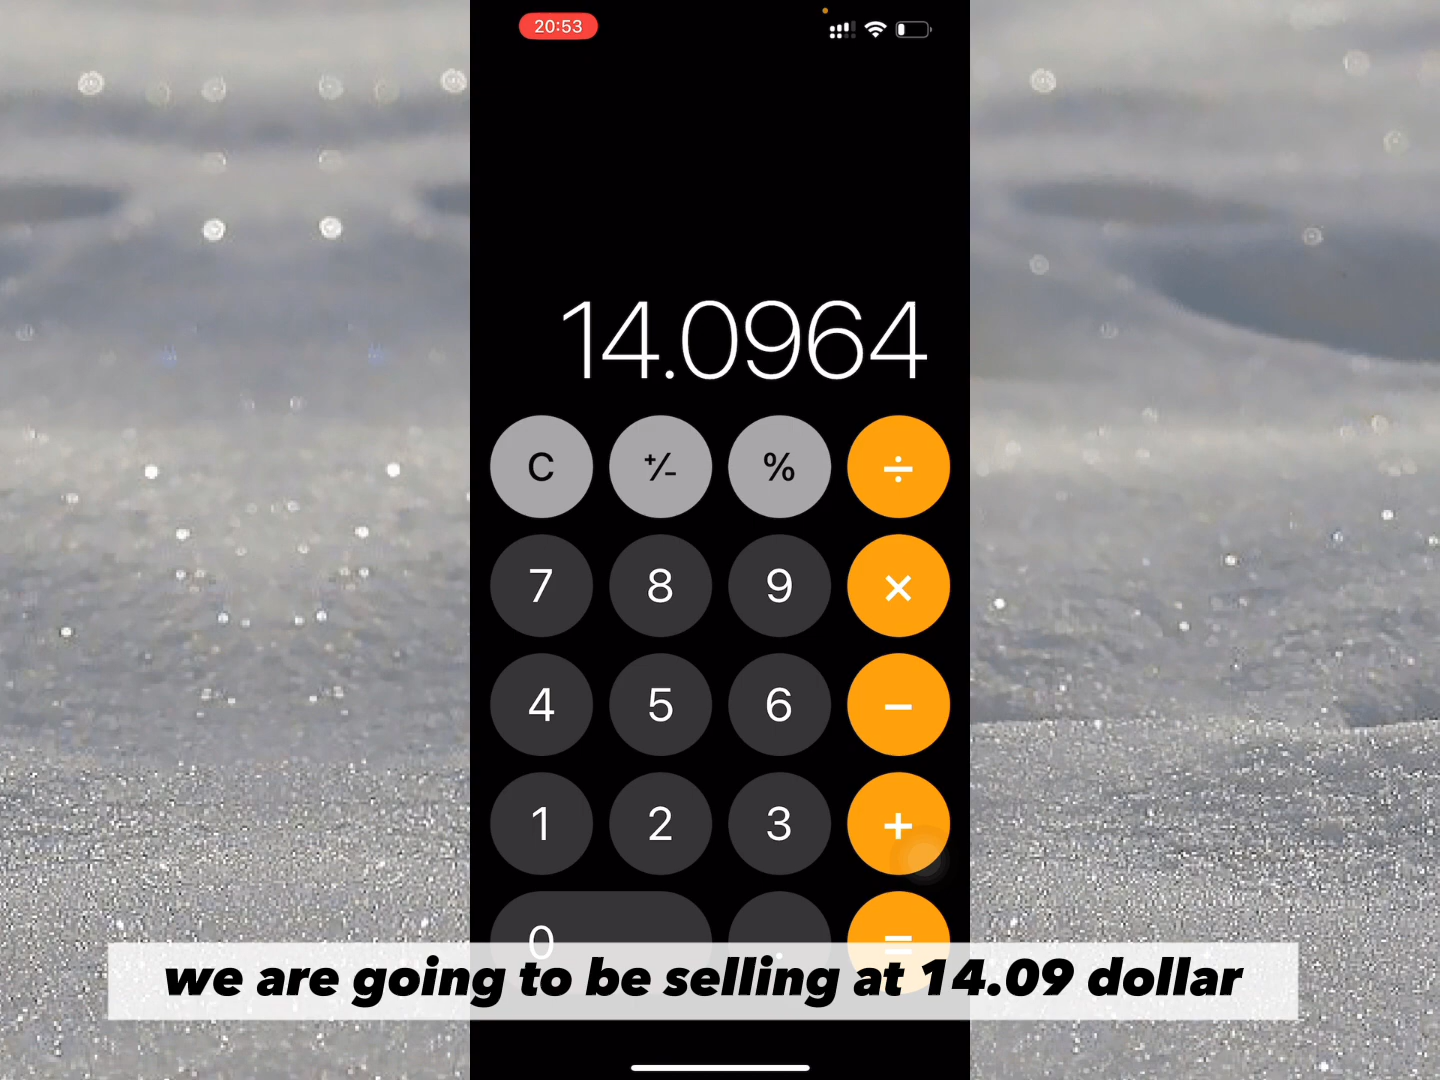 20:53
14.0964
C +/- % ÷
7 8 9 ×
4 5 6 −
1 2 3 +
0 . =
we are going to be selling at 14.09 dollar